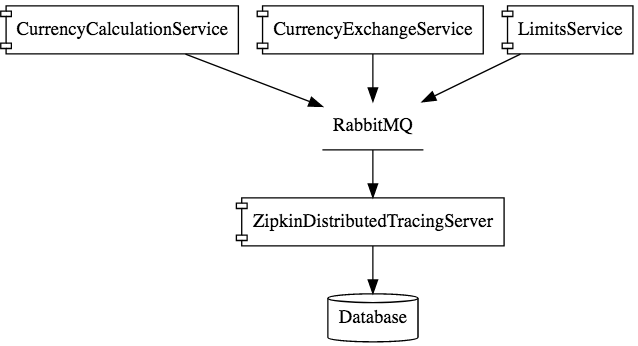 CurrencyCalculationService
CurrencyExchangeService
LimitsService
RabbitMQ
ZipkinDistributedTracingServer
Database